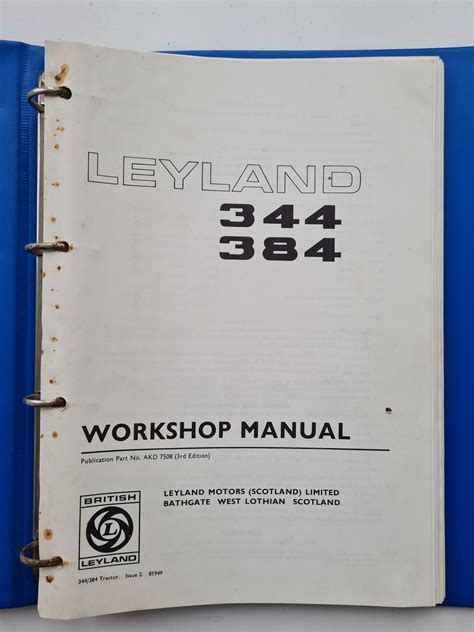 LEYLAND
344
384
WORKSHOP MANUAL
Publication Part No. AKD 7508 (3rd Edition)
BRITISH
LEYLAND
LEYLAND MOTORS (SCOTLAND) LIMITED
BATHGATE WEST LOTHIAN SCOTLAND
344/384 Tractor. Issue 2. 81949